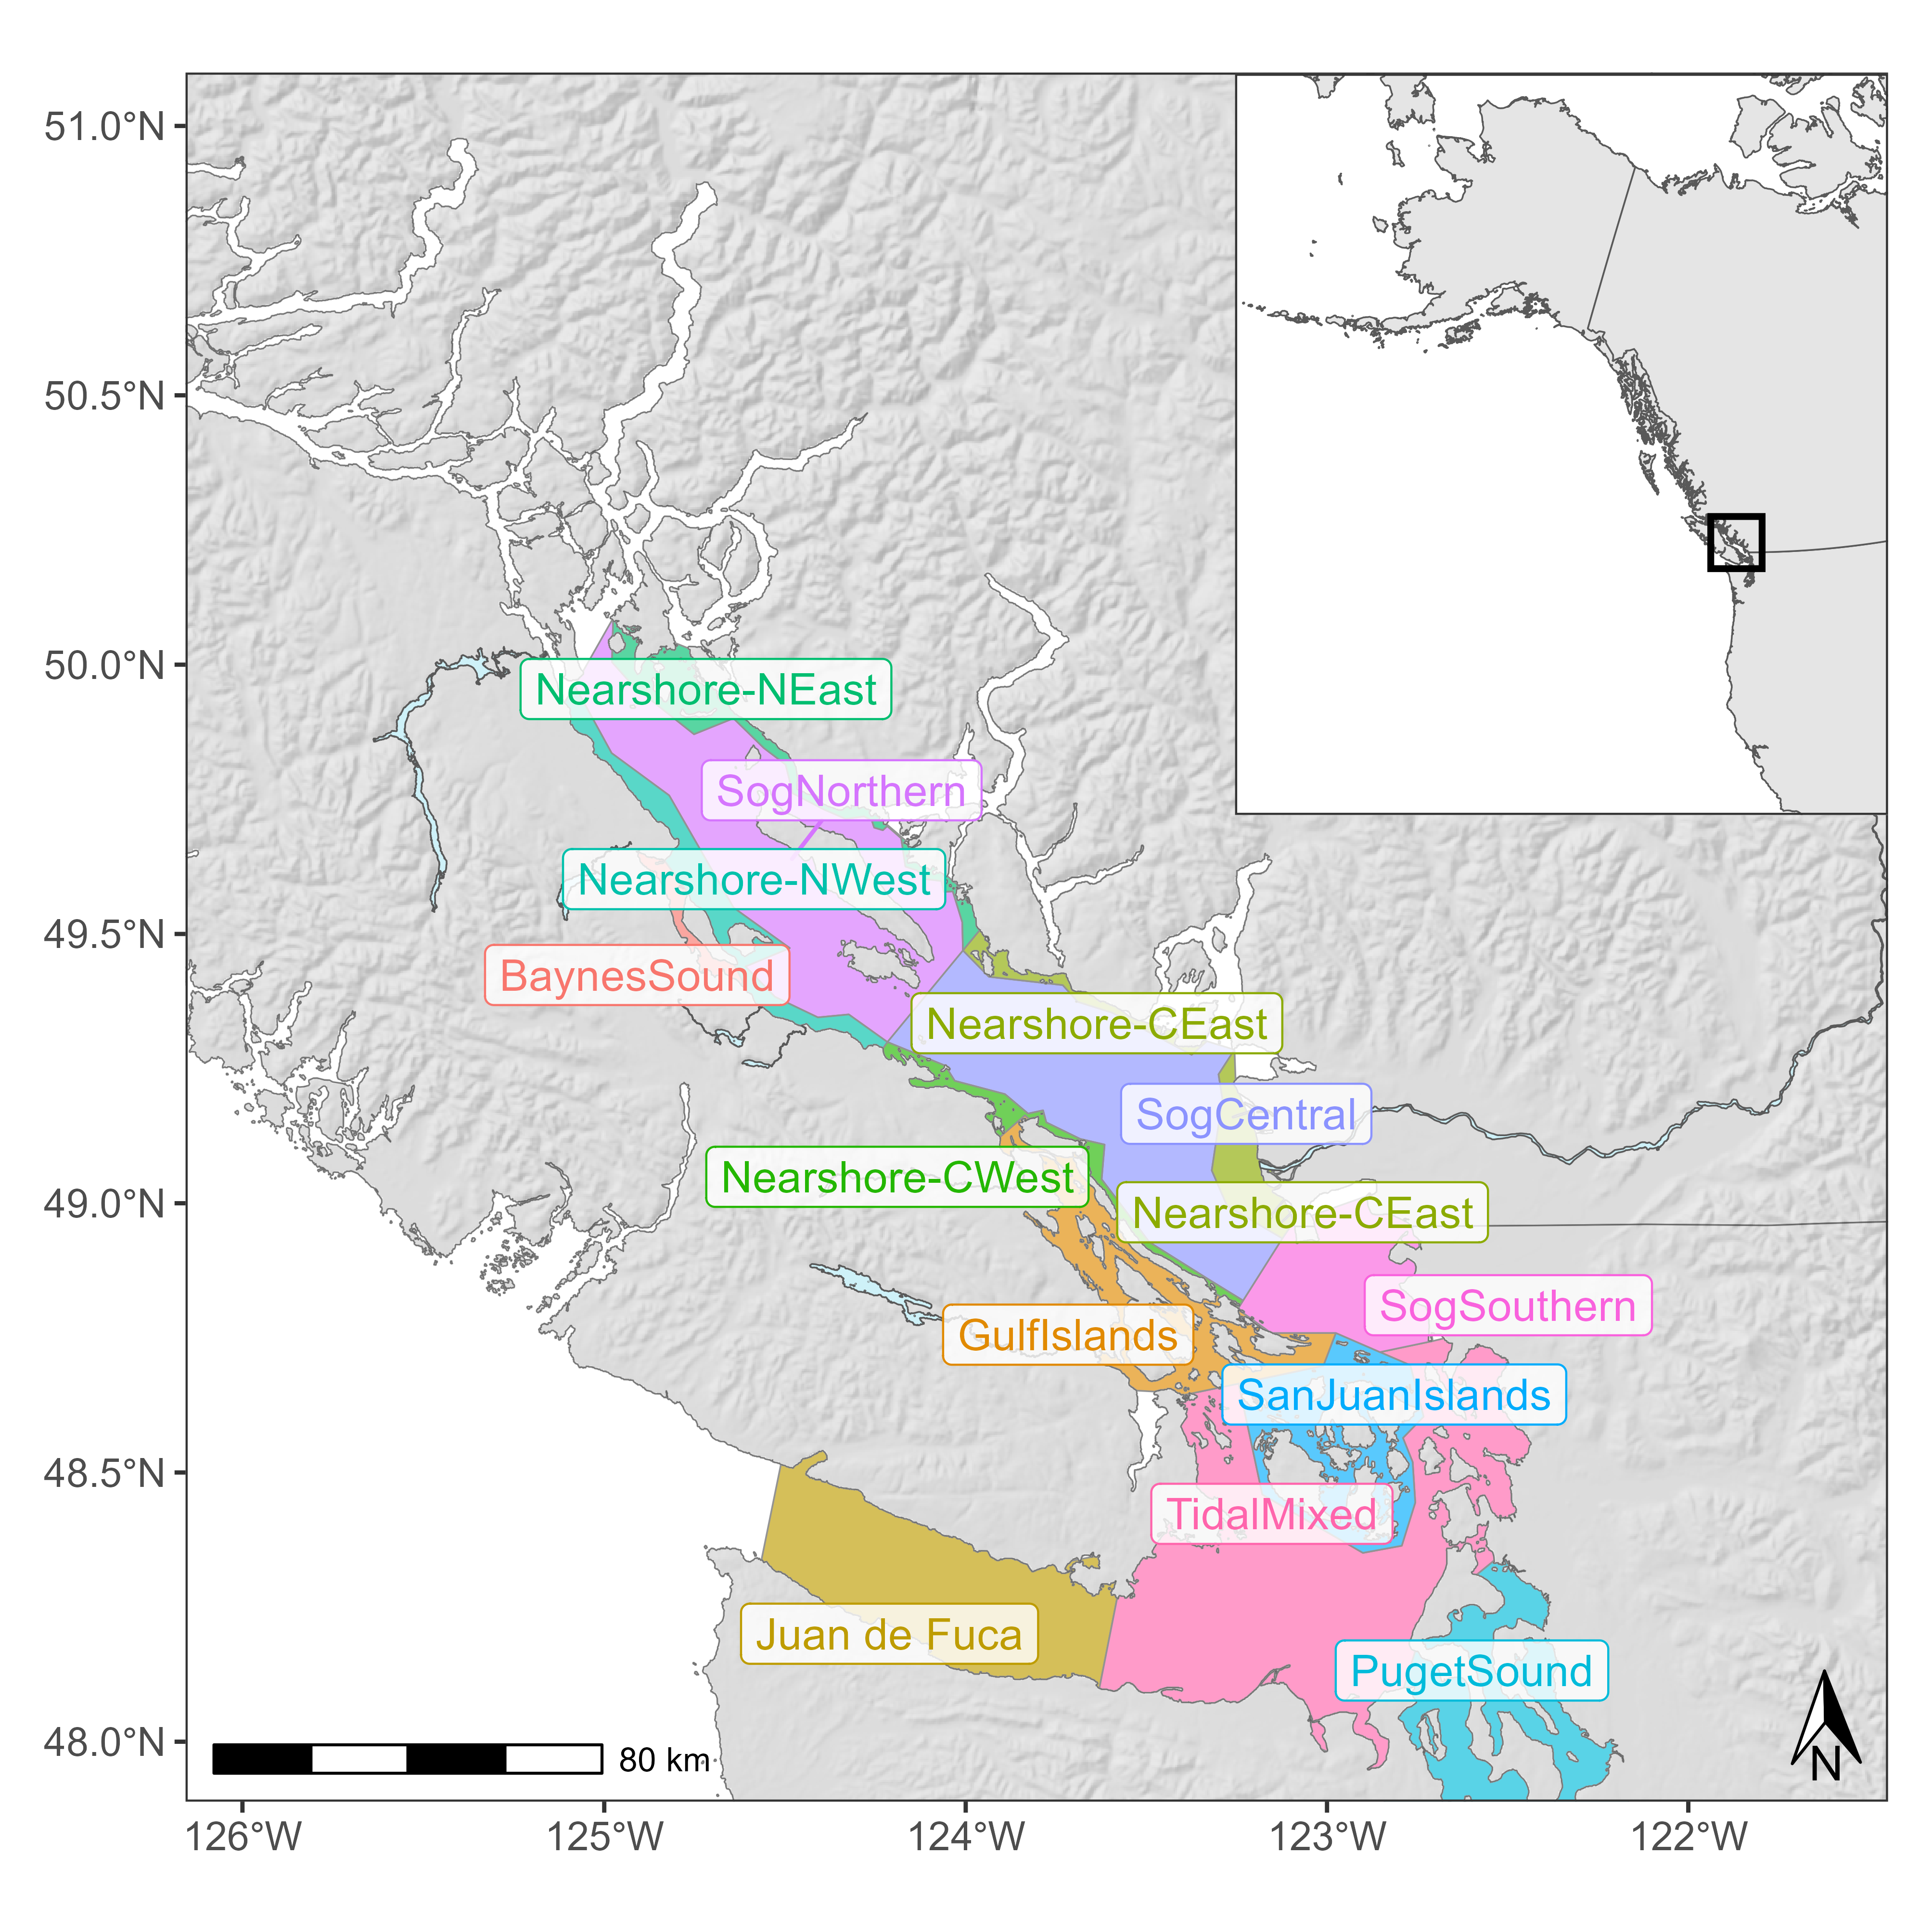 51.0°N
50.5°N
50.0°N
49.5°N
49.0°N
48.5°N
48.0°N
Nearshore-NEast
SogNorthern
Nearshore-NWest
BaynesSound
Nearshore-CEast
SogCentral
Nearshore-CWest
Nearshore-CEast
SogSouthern
GulfIslands
SanJuanIslands
TidalMixed
Juan de Fuca
PugetSound
80 km
N
126°W
125°W
124°W
123°W
122°W